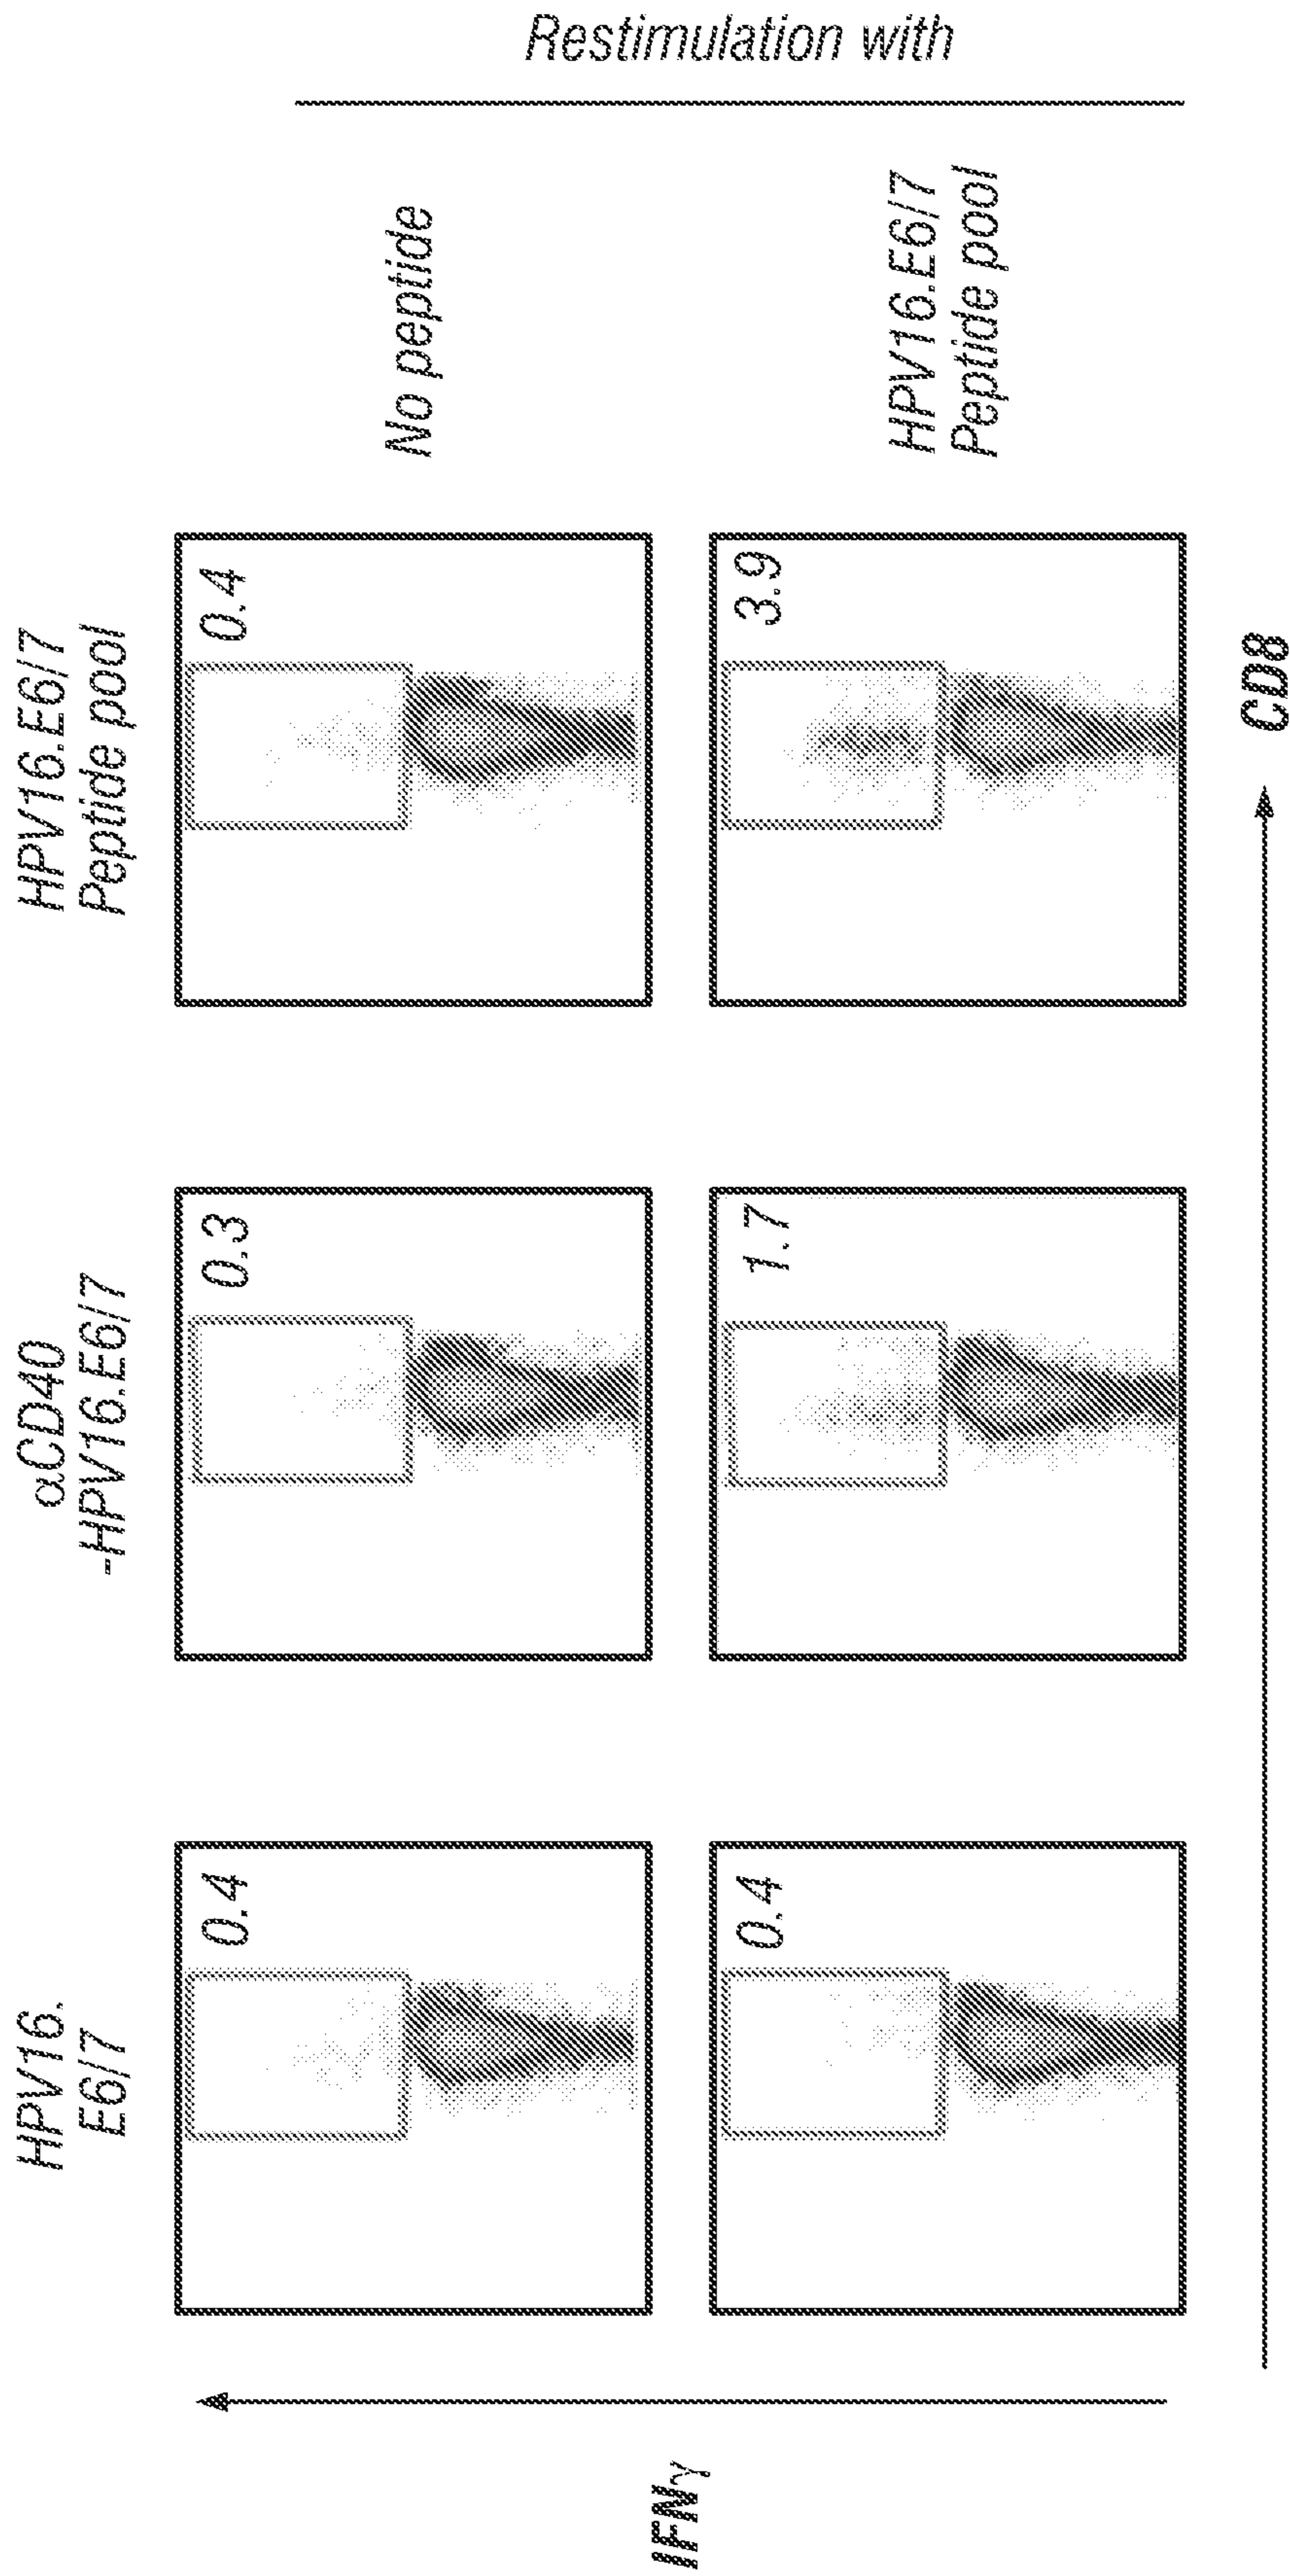 HPV16.
E6/7
αCD40
-HPV16.E6/7
HPV16.E6/7
Peptide pool
0.4
0.3
0.4
No peptide
Restimulation with
IFNγ
0.4
1.7
3.9
HPV16.E6/7
Peptide pool
CD8